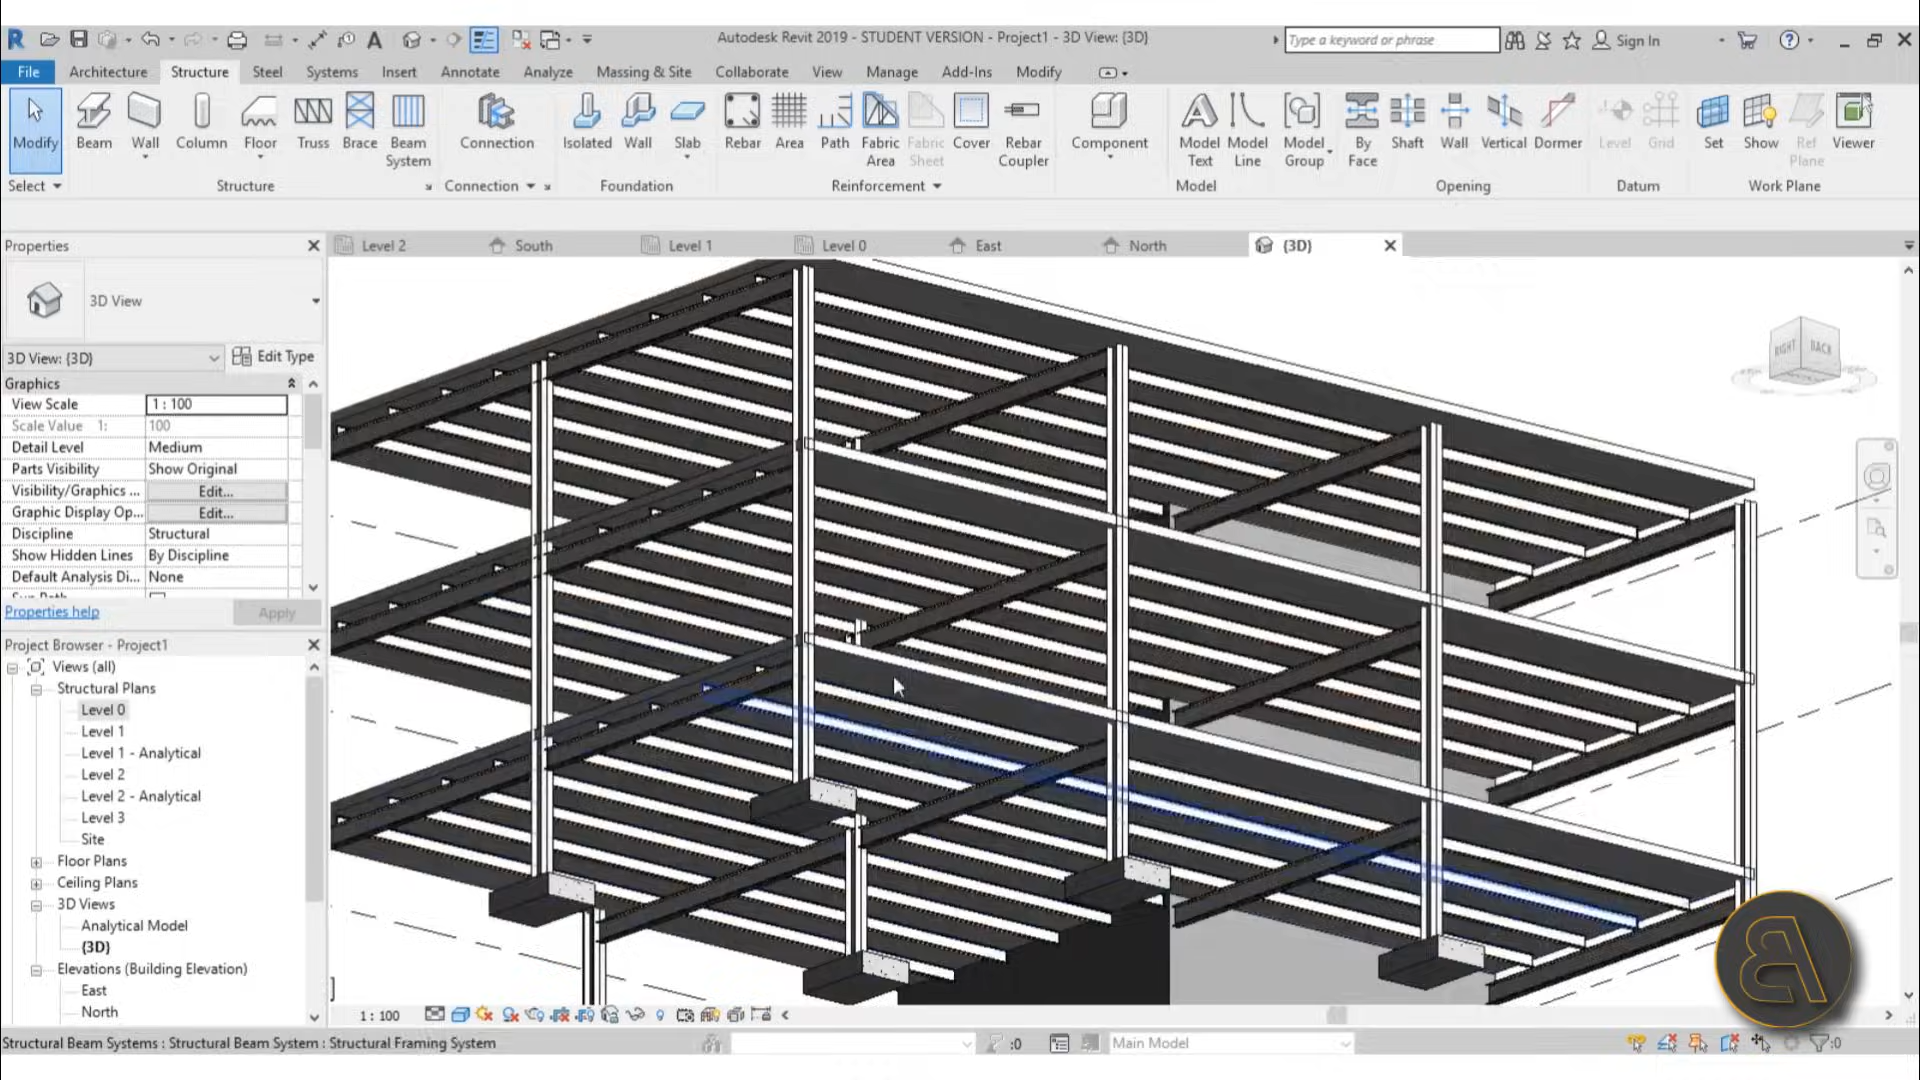 Autodesk Revit 2019 - STUDENT VERSION - Project1 - 3D View: {3D}
Type a keyword or phrase
Sign In
File Architecture Structure Steel Systems Insert Annotate Analyze Massing & Site Collaborate View Manage Add-Ins Modify
Modify Beam Wall Column Floor Truss Brace Beam System Connection Isolated Wall Slab Rebar Area Path Fabric Area Fabric Sheet Cover Rebar Coupler Component Model Text Model Line Model Group By Face Shaft Wall Vertical Dormer Level Grid Set Show Ref Plane Viewer
Select Structure Connection Foundation Reinforcement Model Opening Datum Work Plane
Properties
Level 2 South Level 1 Level 0 East North {3D}
3D View
3D View: {3D} Edit Type
Graphics
View Scale 1 : 100
Scale Value 1: 100
Detail Level Medium
Parts Visibility Show Original
Visibility/Graphics ... Edit...
Graphic Display Op... Edit...
Discipline Structural
Show Hidden Lines By Discipline
Default Analysis Di... None
Properties help Apply
RIGHT BACK
Project Browser - Project1
Views (all)
Structural Plans
Level 0
Level 1
Level 1 - Analytical
Level 2
Level 2 - Analytical
Level 3
Site
Floor Plans
Ceiling Plans
3D Views
Analytical Model
{3D}
Elevations (Building Elevation)
East
North
1 : 100
Structural Beam Systems : Structural Beam System : Structural Framing System
:0
Main Model
:0